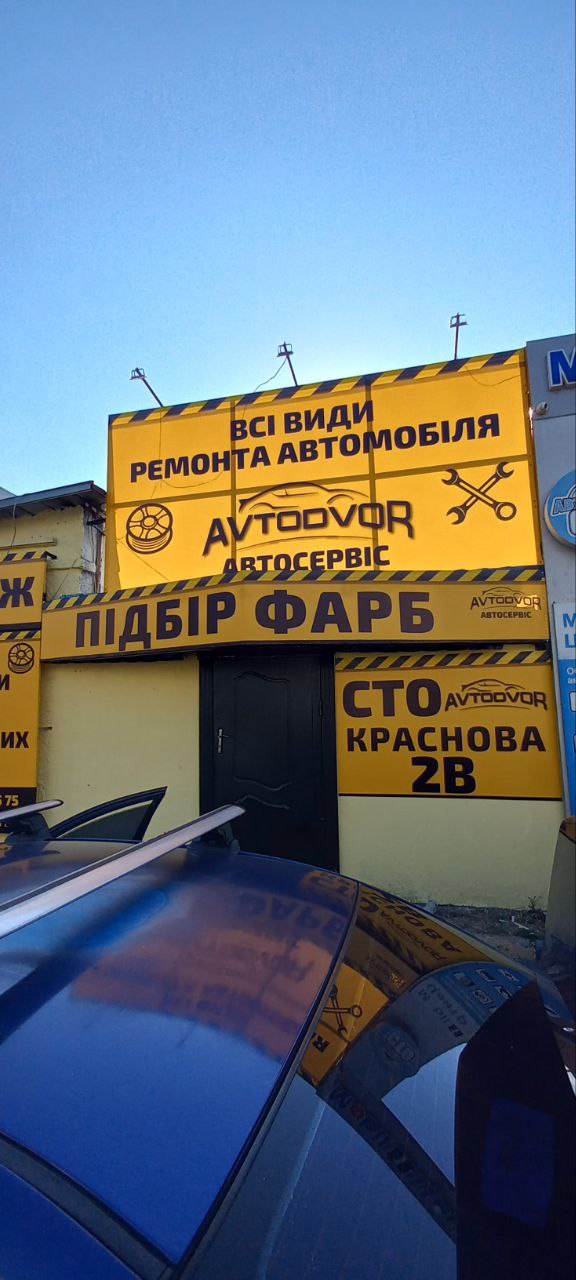 ВСІ ВИДИ
РЕМОНТА АВТОМОБІЛЯ
AVTODVOR
АВТОСЕРВІС
ПІДБІР ФАРБ
AVTODVOR
АВТОСЕРВІС
СТО AVTODVOR
КРАСНОВА
2В